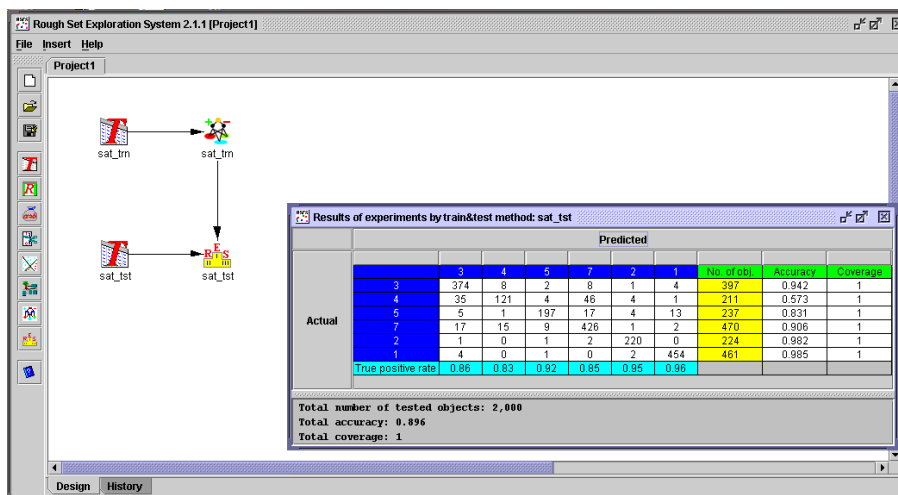 Rough Set Exploration System 2.1.1 [Project1]
File Insert Help
Project1
sat_trn
sat_trn
sat_tst
sat_tst
Results of experiments by train&test method: sat_tst
Predicted
Actual
3 4 5 7 2 1 No. of obj. Accuracy Coverage
3 374 8 2 8 1 4 397 0.942 1
4 35 121 4 46 4 1 211 0.573 1
5 5 1 197 17 4 13 237 0.831 1
7 17 15 9 426 1 2 470 0.906 1
2 1 0 1 2 220 0 224 0.982 1
1 4 0 1 0 2 454 461 0.985 1
True positive rate 0.86 0.83 0.92 0.85 0.95 0.96
Total number of tested objects: 2,000
Total accuracy: 0.896
Total coverage: 1
Design History